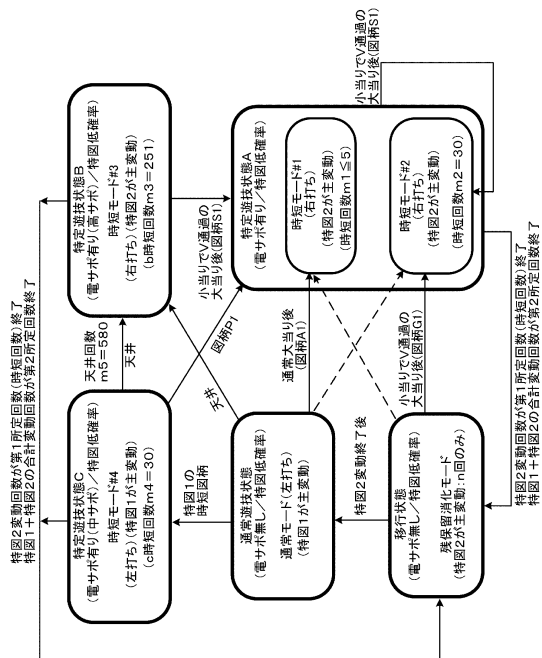 特図2変動回数が第1所定回数(時短回数)終了
特図1+特図2の合計変動回数が第2所定回数終了
特定遊技状態C
(電サポ有り(中サポ)/特図低確率)
時短モード#4
(左打ち)(特図1が主変動)
(c時短回数m4=30)
天井回数
m5=580
天井
特定遊技状態B
(電サポ有り(高サポ)/特図低確率)
時短モード#3
(右打ち)(特図2が主変動)
(b時短回数m3=251)
特図1の
時短図柄
図柄P1
天井
小当りでV通過の
大当り後(図柄S1)
通常遊技状態
(電サポ無し/特図低確率)
通常モード(左打ち)
(特図1が主変動)
通常大当り後
(図柄A1)
特定遊技状態A
(電サポ有り/特図低確率)
時短モード#1
(右打ち)
(特図2が主変動)
(時短回数m1≦5)
時短モード#2
(右打ち)
(特図2が主変動)
(時短回数m2=30)
小当りでV通過の
大当り後(図柄S1)
特図2変動終了後
小当りでV通過の
大当り後(図柄G1)
移行状態
(電サポ無し/特図低確率)
残保留消化モード
(特図2が主変動:n回のみ)
特図2変動回数が第1所定回数(時短回数)終了
特図1+特図2の合計変動回数が第2所定回数終了